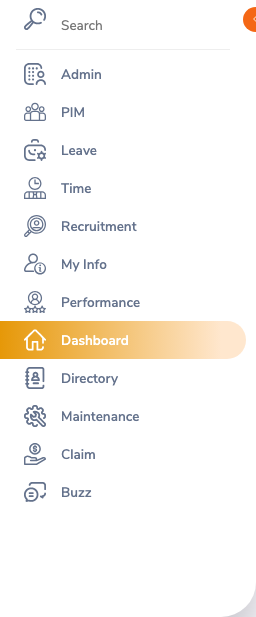 Search
Admin
PIM
Leave
Time
Recruitment
My Info
Performance
Dashboard
Directory
Maintenance
Claim
Buzz